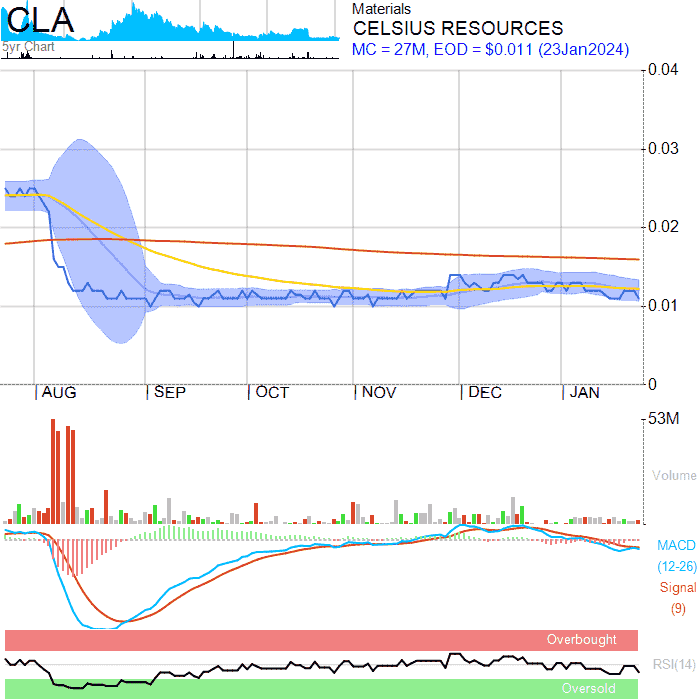 CLA
5yr Chart
Materials
CELSIUS RESOURCES
MC = 27M, EOD = $0.011 (23Jan2024)
0.04
0.03
0.02
0.01
0
AUG SEP OCT NOV DEC JAN
53M
Volume
MACD
(12-26)
Signal
(9)
Overbought
RSI(14)
Oversold